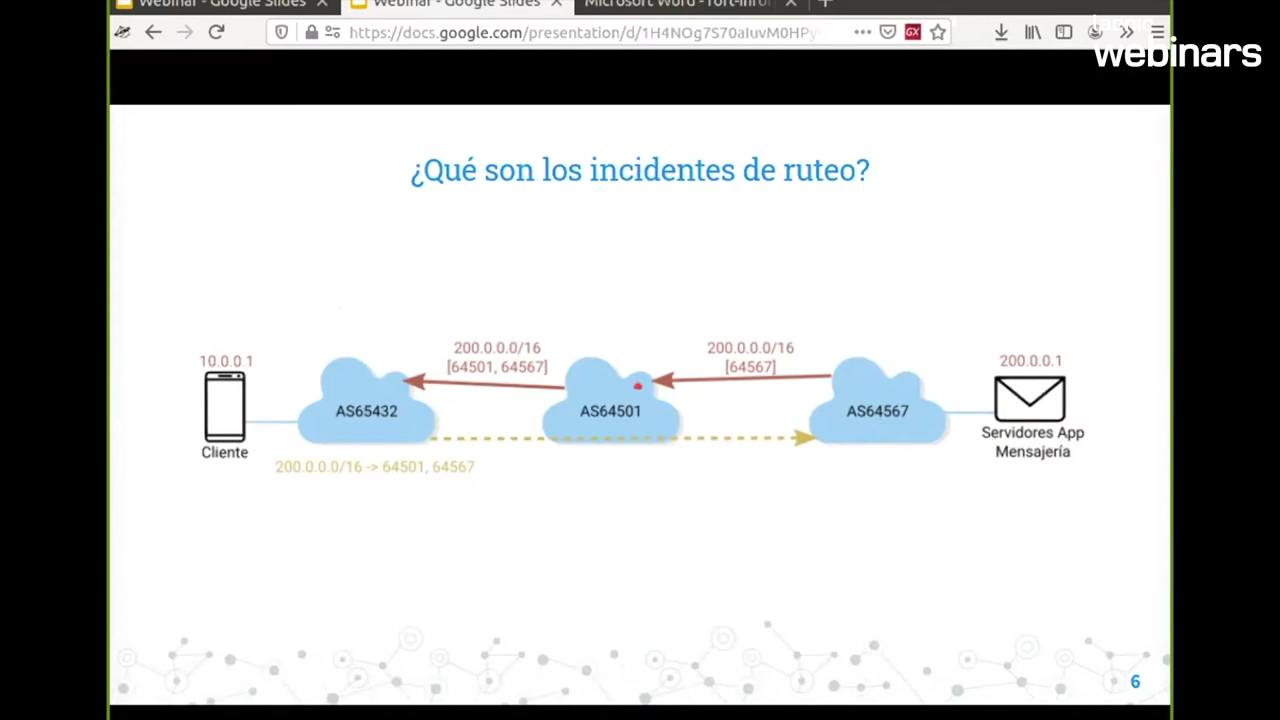 Webinar - Google Slides
Webinar - Google Slides
Microsoft Word - fort-infor
https://docs.google.com/presentation/d/1H4NOg7S70aIuvM0HPy
GX
lacnic
webinars
¿Qué son los incidentes de ruteo?
200.0.0.0/16
[64501, 64567]
200.0.0.0/16
[64567]
10.0.0.1
200.0.0.1
AS65432
AS64501
AS64567
Cliente
Servidores App
Mensajería
200.0.0.0/16 -> 64501, 64567
6